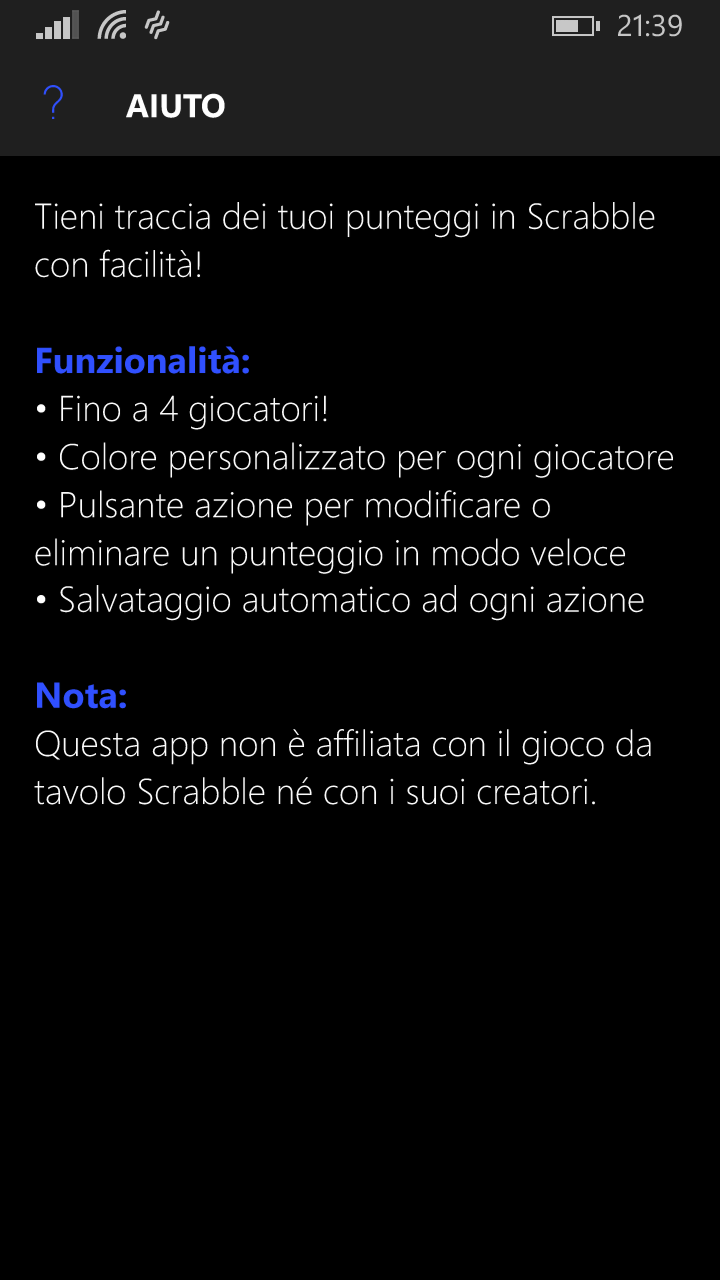 21:39
? AIUTO
Tieni traccia dei tuoi punteggi in Scrabble
con facilità!
Funzionalità:
• Fino a 4 giocatori!
• Colore personalizzato per ogni giocatore
• Pulsante azione per modificare o
eliminare un punteggio in modo veloce
• Salvataggio automatico ad ogni azione
Nota:
Questa app non è affiliata con il gioco da
tavolo Scrabble né con i suoi creatori.